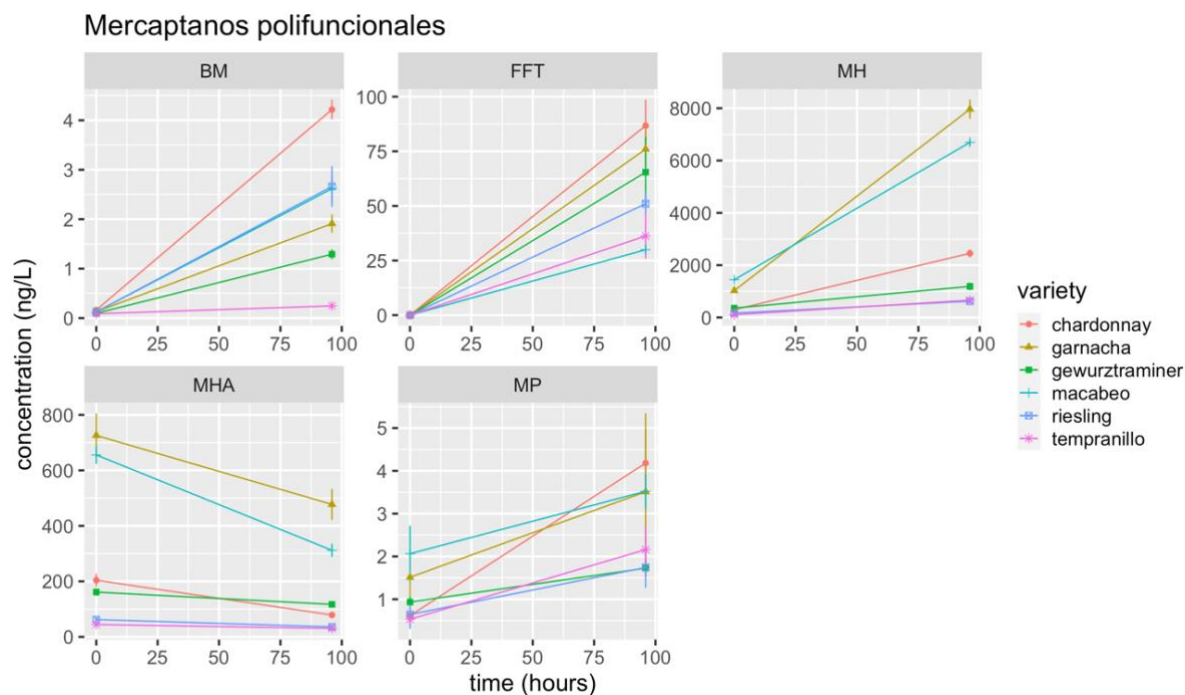 Mercaptanos polifuncionales
BM
FFT
MH
4
3
2
1
0
0 25 50 75 100
100
75
50
25
0
0 25 50 75 100
8000
6000
4000
2000
0
0 25 50 75 100
MHA
MP
800
600
400
200
0
0 25 50 75 100
5
4
3
2
1
0 25 50 75 100
concentration (ng/L)
time (hours)
variety
chardonnay
garnacha
gewurztraminer
macabeo
riesling
tempranillo